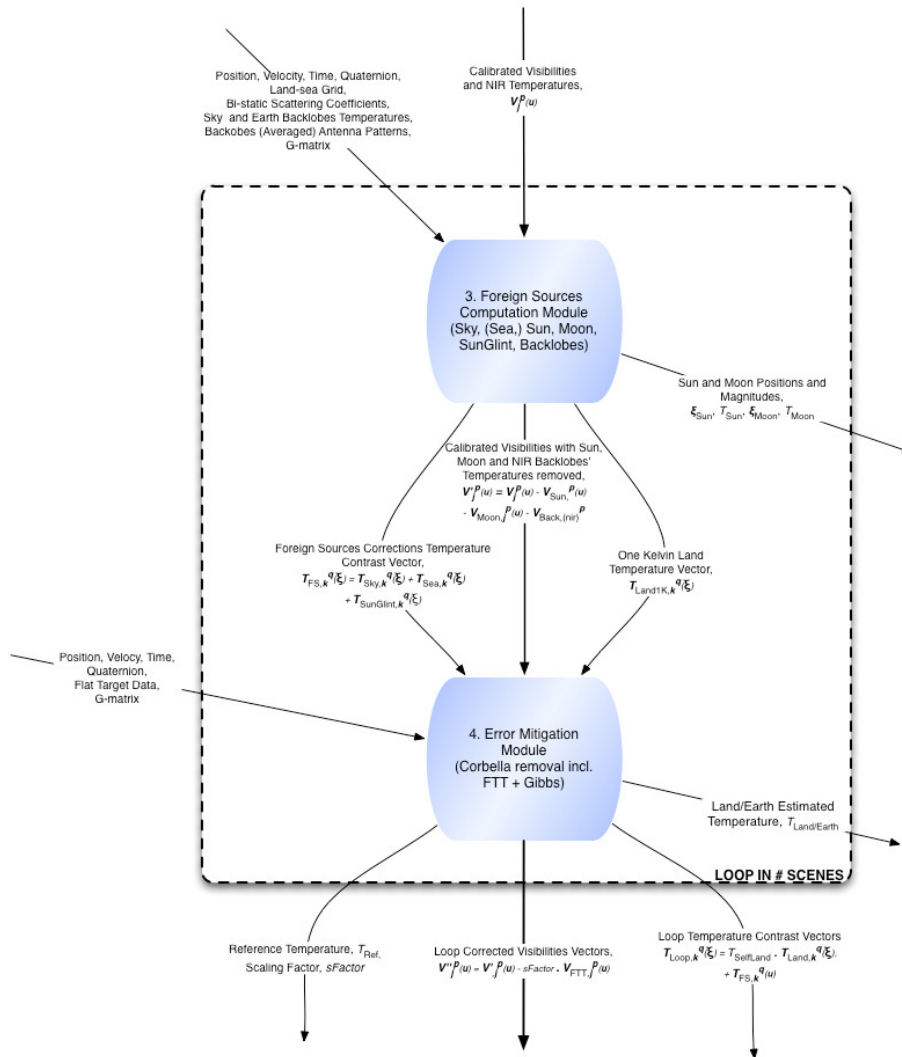 Position, Velocity, Time, Quaternion,
Land-sea Grid,
Bi-static Scattering Coefficients,
Sky and Earth Backlobes Temperatures,
Backobes (Averaged) Antenna Patterns,
G-matrix
Calibrated Visibilities
and NIR Temperatures,
V_j^p(u)
3. Foreign Sources
Computation Module
(Sky, (Sea,) Sun, Moon,
SunGlint, Backlobes)
Sun and Moon Positions and
Magnitudes,
ξ_Sun, T_Sun, ξ_Moon, T_Moon
Calibrated Visibilities with Sun,
Moon and NIR Backlobes'
Temperatures removed,
V'_j^p(u) = V_j^p(u) - V_Sun,^p(u)
- V_Moon,j^p(u) - V_Back,(nir)^p
Foreign Sources Corrections Temperature
Contrast Vector,
T_FS,k^q(ξ) = T_Sky,k^q(ξ) + T_Sea,k^q(ξ)
+ T_SunGlint,k^q(ξ)
One Kelvin Land
Temperature Vector,
T_Land1K,k^q(ξ)
Position, Velocy, Time,
Quaternion,
Flat Target Data,
G-matrix
4. Error Mitigation
Module
(Corbella removal incl.
FTT + Gibbs)
Land/Earth Estimated
Temperature, T_Land/Earth
LOOP IN # SCENES
Reference Temperature, T_Ref,
Scaling Factor, sFactor
Loop Corrected Visibilities Vectors,
V''_j^p(u) = V'_,j^p(u) - sFactor . V_FTT,j^p(u)
Loop Temperature Contrast Vectors
T_Loop,k^q(ξ) = T_SelfLand . T_Land,k^q(ξ),
+ T_FS,k^q(u)